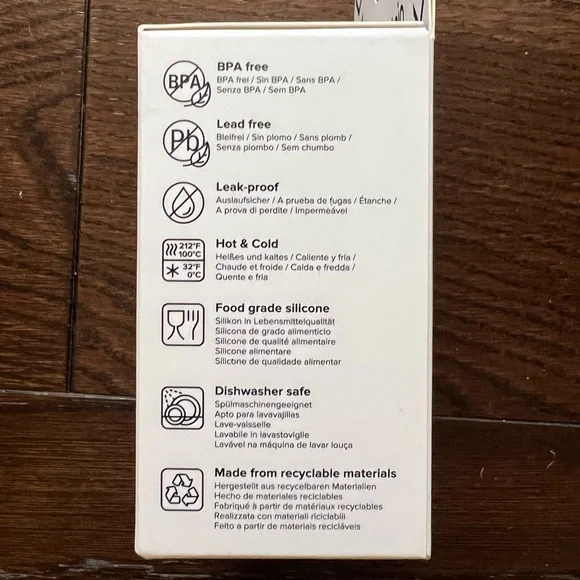 BPA
BPA free
BPA frei / Sin BPA / Sans BPA /
Senza BPA / Sem BPA
Pb
Lead free
Bleifrei / Sin plomo / Sans plomb /
Senza piombo / Sem chumbo
Leak-proof
Auslaufsicher / A prueba de fugas / Étanche /
A prova di perdite / Impermeável
212°F
100°C
32°F
0°C
Hot & Cold
Heißes und kaltes / Caliente y fría /
Chaude et froide / Calda e fredda /
Quente e fria
Food grade silicone
Silikon in Lebensmittelqualität
Silicona de grado alimenticio
Silicone de qualité alimentaire
Silicone alimentare
Silicone de qualidade alimentar
Dishwasher safe
Spülmaschinengeeignet
Apto para lavavajillas
Lave-vaisselle
Lavabile in lavastoviglie
Lavável na máquina de lavar louça
Made from recyclable materials
Hergestellt aus recycelbaren Materialien
Hecho de materiales reciclables
Fabriqué à partir de matériaux recyclables
Realizzata con materiali riciclabili
Feito a partir de materiais recicláveis